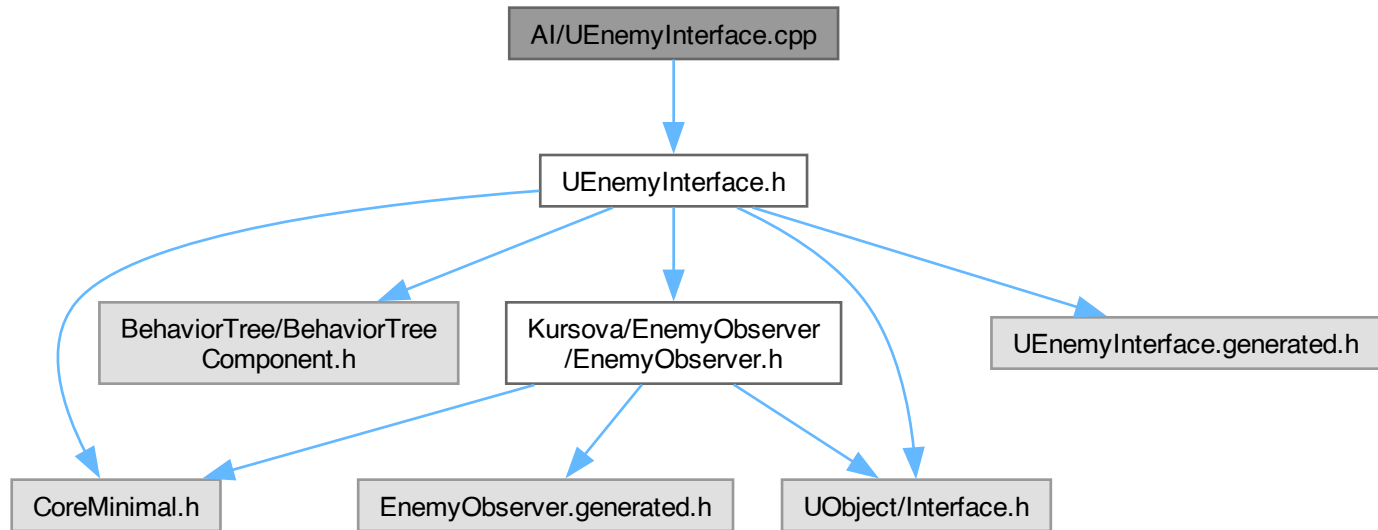 AI/UEnemyInterface.cpp
UEnemyInterface.h
BehaviorTree/BehaviorTree
Component.h
Kursova/EnemyObserver
/EnemyObserver.h
UEnemyInterface.generated.h
CoreMinimal.h
EnemyObserver.generated.h
UObject/Interface.h